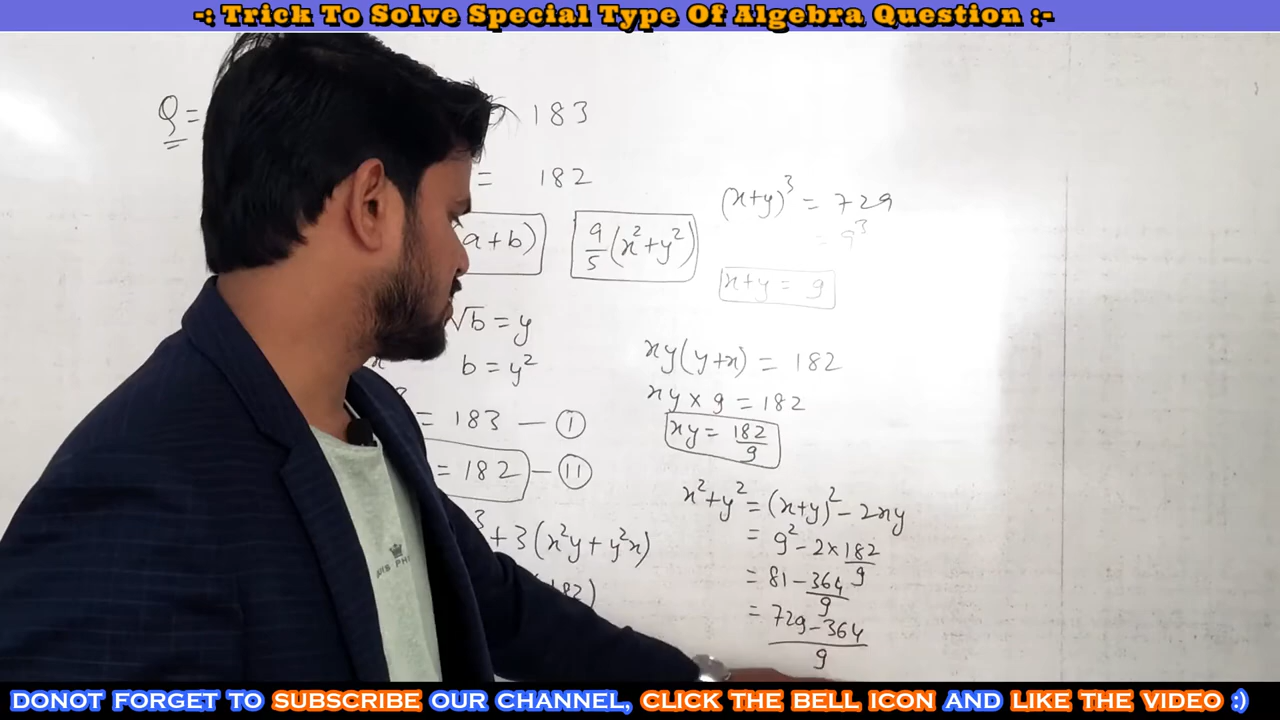 -: Trick To Solve Special Type Of Algebra Question :-
Q=
183
= 182
(a+b)
9/5 (x²+y²)
√b = y
b = y²
= 183 — ①
= 182 — ⑪
+ 3(x²y + y²x)
182)
(x+y)³ = 729
= 9³
x+y = 9
xy(y+x) = 182
xy × 9 = 182
xy = 182/9
x²+y² = (x+y)² - 2xy
= 9² - 2×182/9
= 81 - 364/9
= 729-364/9
DONOT FORGET TO SUBSCRIBE OUR CHANNEL, CLICK THE BELL ICON AND LIKE THE VIDEO :)